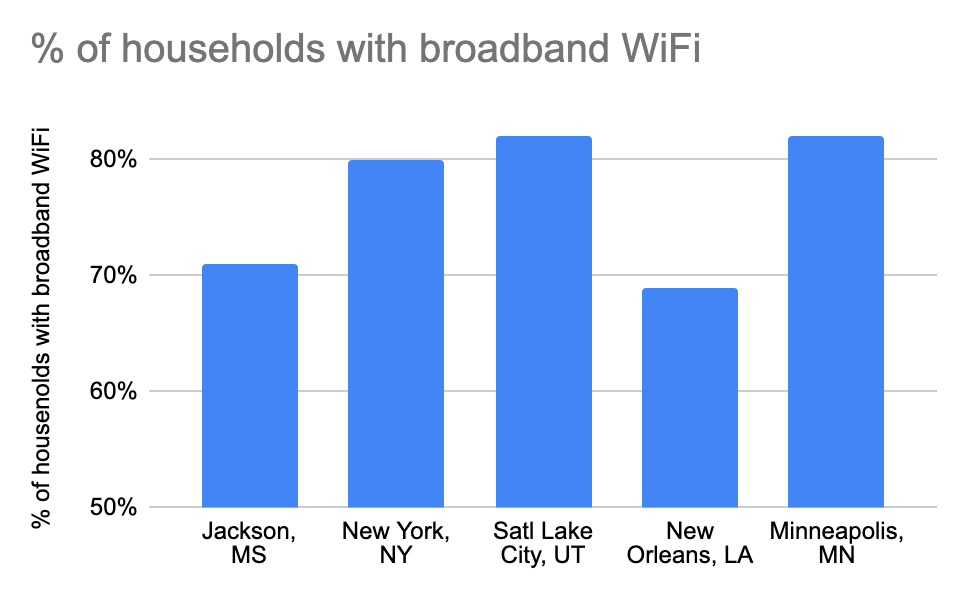 % of households with broadband WiFi
% of households with broadband WiFi
80%
70%
60%
50%
Jackson,
MS
New York,
NY
Satl Lake
City, UT
New
Orleans, LA
Minneapolis,
MN